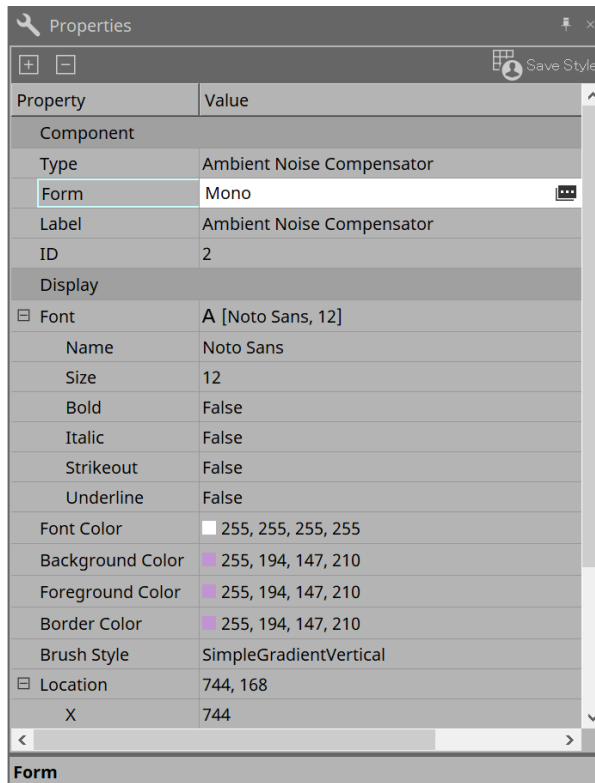 Properties
Save Style
Property Value
Component
Type Ambient Noise Compensator
Form Mono
Label Ambient Noise Compensator
ID 2
Display
Font A [Noto Sans, 12]
Name Noto Sans
Size 12
Bold False
Italic False
Strikeout False
Underline False
Font Color 255, 255, 255, 255
Background Color 255, 194, 147, 210
Foreground Color 255, 194, 147, 210
Border Color 255, 194, 147, 210
Brush Style SimpleGradientVertical
Location 744, 168
X 744
Form